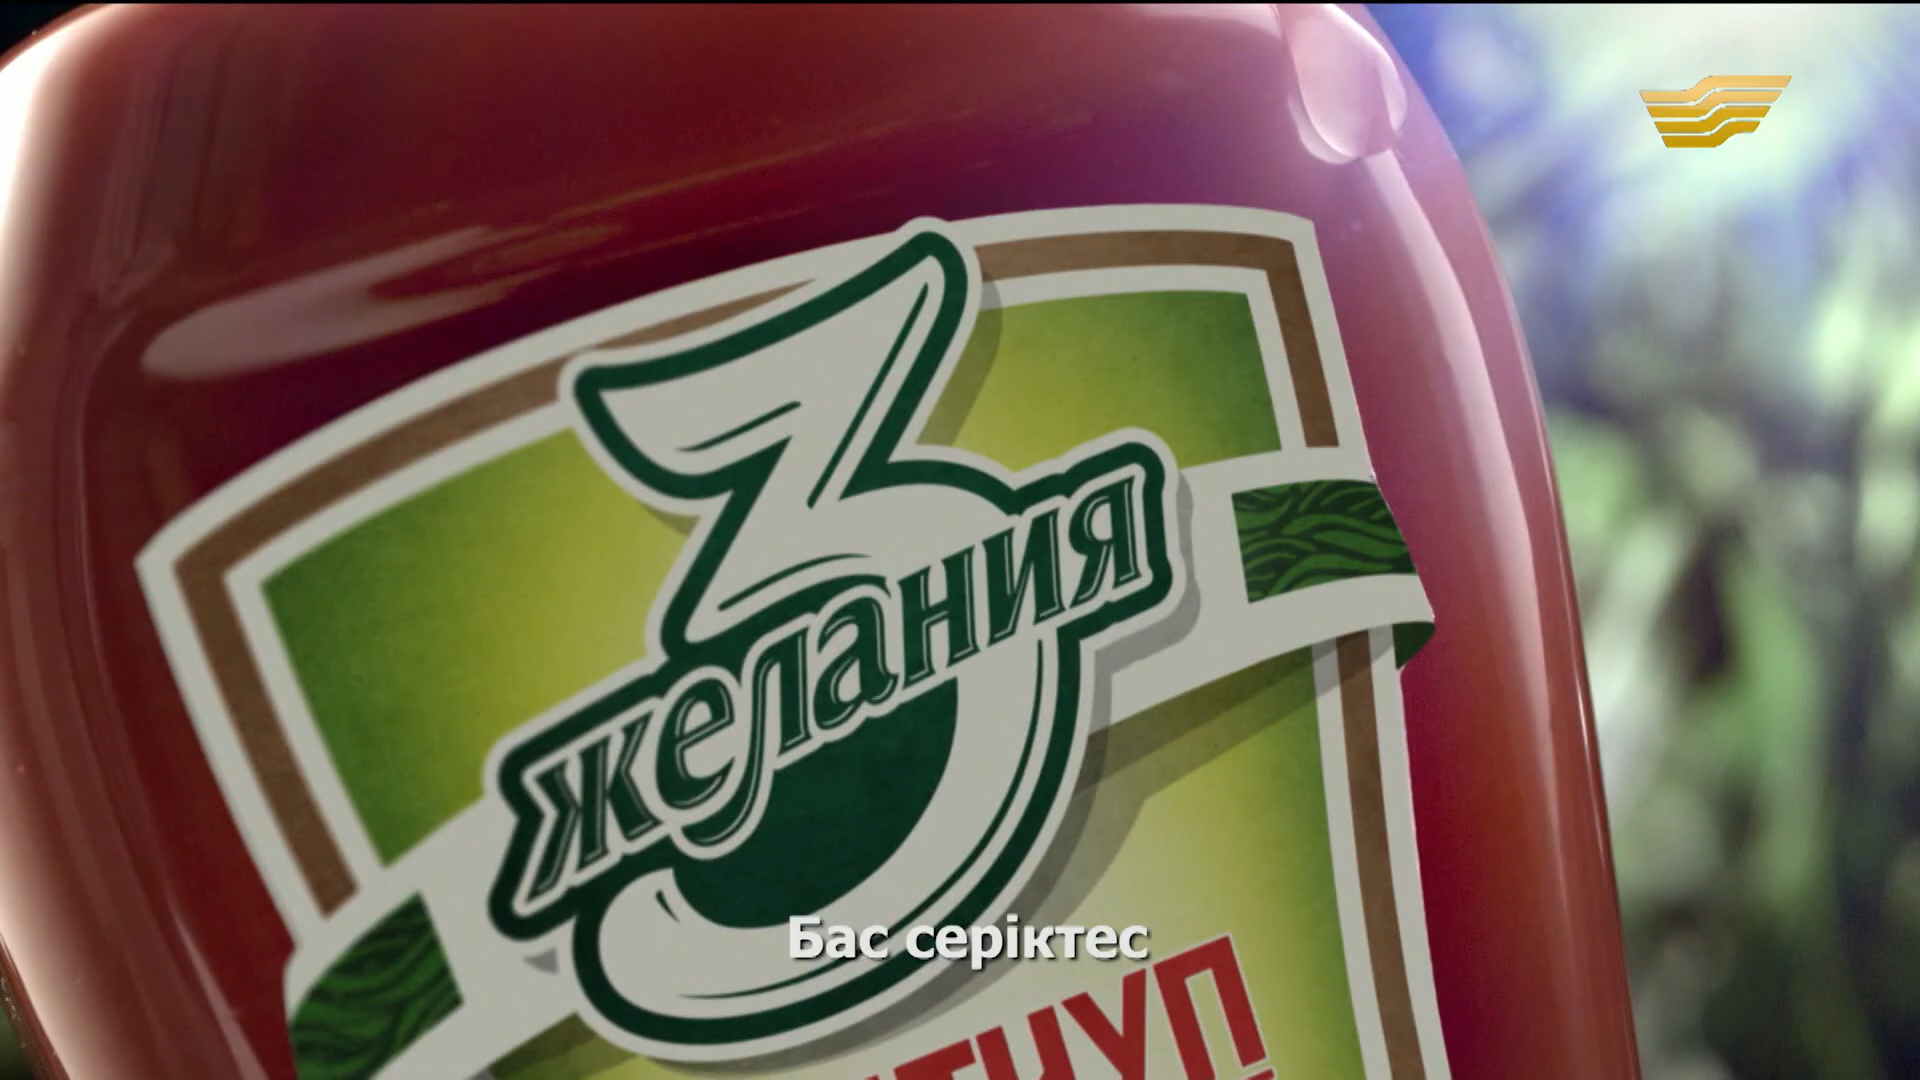 3
желания
Бас серіктес